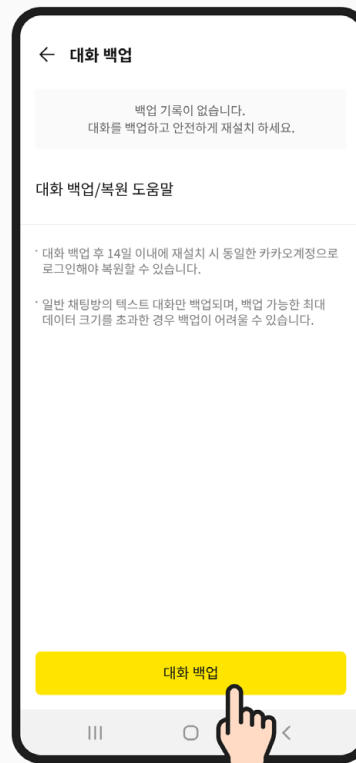 대화 백업
백업 기록이 없습니다.
대화를 백업하고 안전하게 재설치 하세요.
대화 백업/복원 도움말
· 대화 백업 후 14일 이내에 재설치 시 동일한 카카오계정으로
로그인해야 복원할 수 있습니다.
· 일반 채팅방의 텍스트 대화만 백업되며, 백업 가능한 최대
데이터 크기를 초과한 경우 백업이 어려울 수 있습니다.
대화 백업